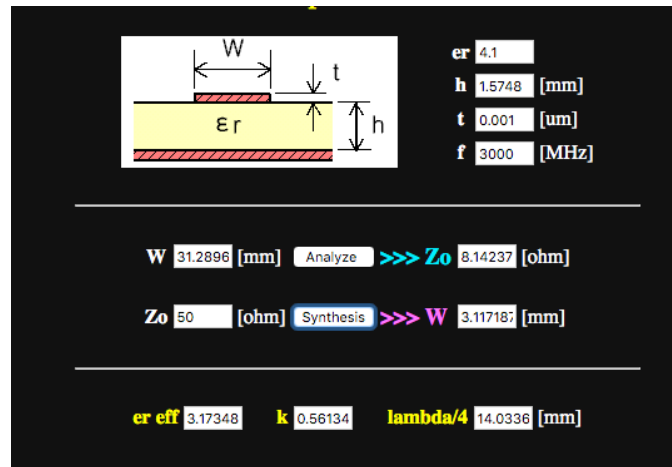 W
t
εr
h
er 4.1
h 1.5748 [mm]
t 0.001 [um]
f 3000 [MHz]
W 31.2896 [mm] Analyze >>> Zo 8.14237 [ohm]
Zo 50 [ohm] Synthesis >>> W 3.117187 [mm]
er eff 3.17348 k 0.56134 lambda/4 14.0336 [mm]